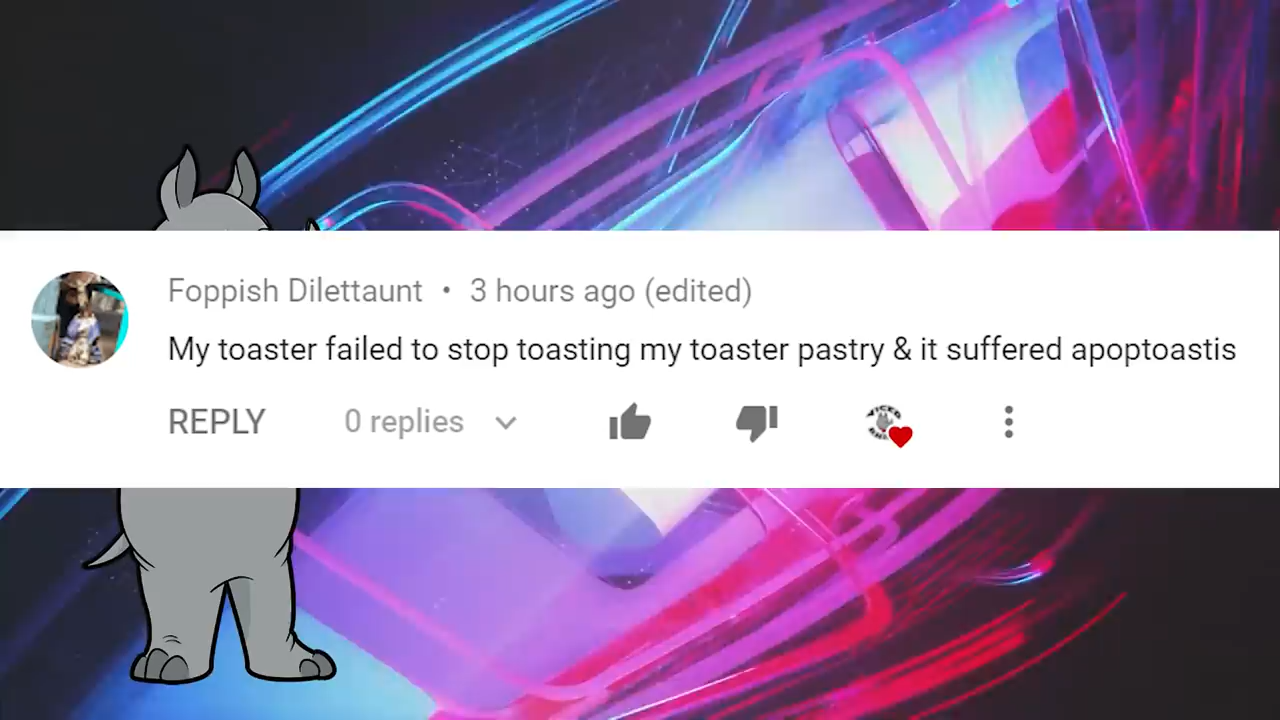 Foppish Dilettaunt • 3 hours ago (edited)
My toaster failed to stop toasting my toaster pastry & it suffered apoptoastis
REPLY 0 replies